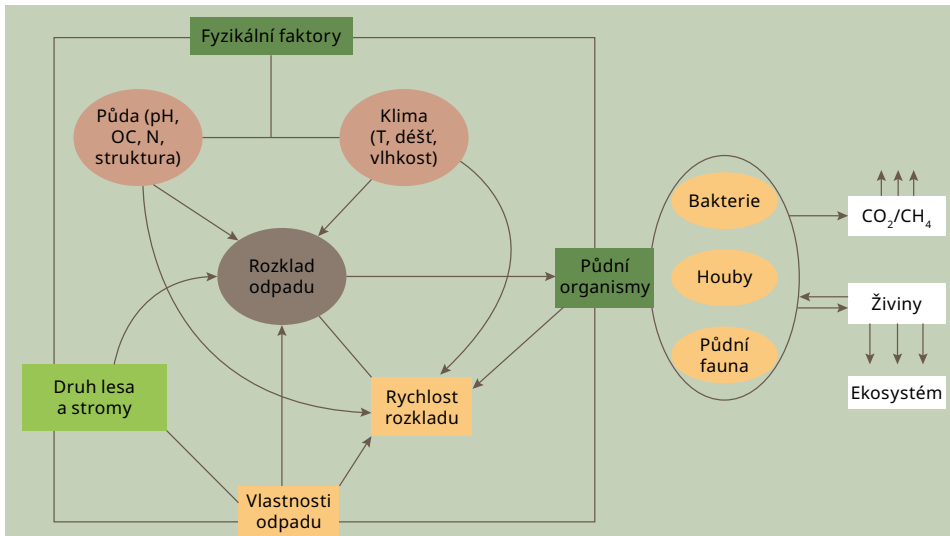 Fyzikální faktory
Půda (pH,
OC, N,
struktura)
Klima
(T, déšť,
vlhkost)
Rozklad
odpadu
Půdní
organismy
Bakterie
Houby
Půdní
fauna
CO₂/CH₄
Živiny
Ekosystém
Druh lesa
a stromy
Rychlost
rozkladu
Vlastnosti
odpadu